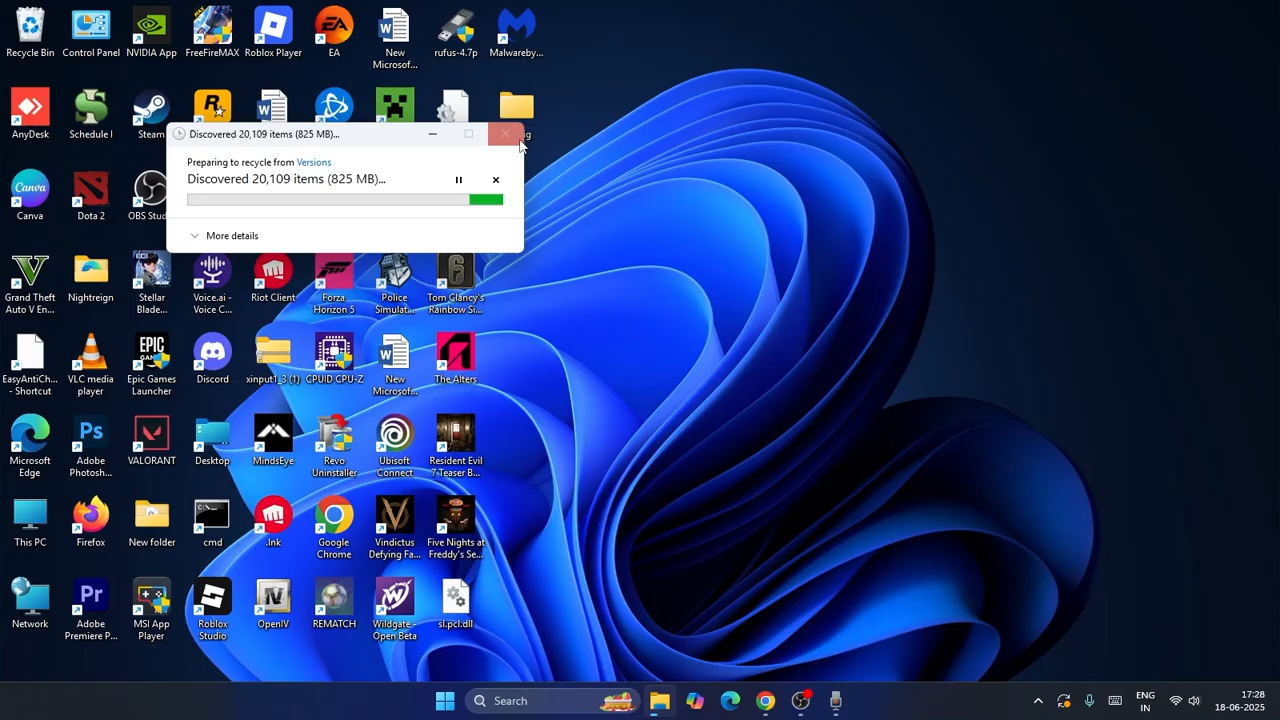 Recycle Bin
Control Panel
NVIDIA App
FreeFireMAX
Roblox Player
EA
New
Microsof...
rufus-4.7p
Malwareby...
AnyDesk
Schedule I
Steam
Discovered 20,109 items (825 MB)...
Preparing to recycle from Versions
Discovered 20,109 items (825 MB)...
More details
Canva
Dota 2
OBS Stud
Grand Theft
Auto V En...
Nightreign
Stellar
Blade...
Voice.ai -
Voice C...
Riot Client
Forza
Horizon 5
Police
Simulat...
Tom Clancy's
Rainbow Si...
EasyAntiCh...
- Shortcut
VLC media
player
Epic Games
Launcher
Discord
xinput1_3 (1)
CPUID CPU-Z
New
Microsof...
The Alters
Microsoft
Edge
Adobe
Photosh...
VALORANT
Desktop
MindsEye
Revo
Uninstaller
Ubisoft
Connect
Resident Evil
7 Teaser B...
This PC
Firefox
New folder
cmd
.lnk
Google
Chrome
Vindictus
Defying Fa...
Five Nights at
Freddy's Se...
Network
Adobe
Premiere P...
MSI App
Player
Roblox
Studio
OpenIV
REMATCH
Wildgate -
Open Beta
sl.pcl.dll
Search
ENG
IN
17:28
18-06-2025